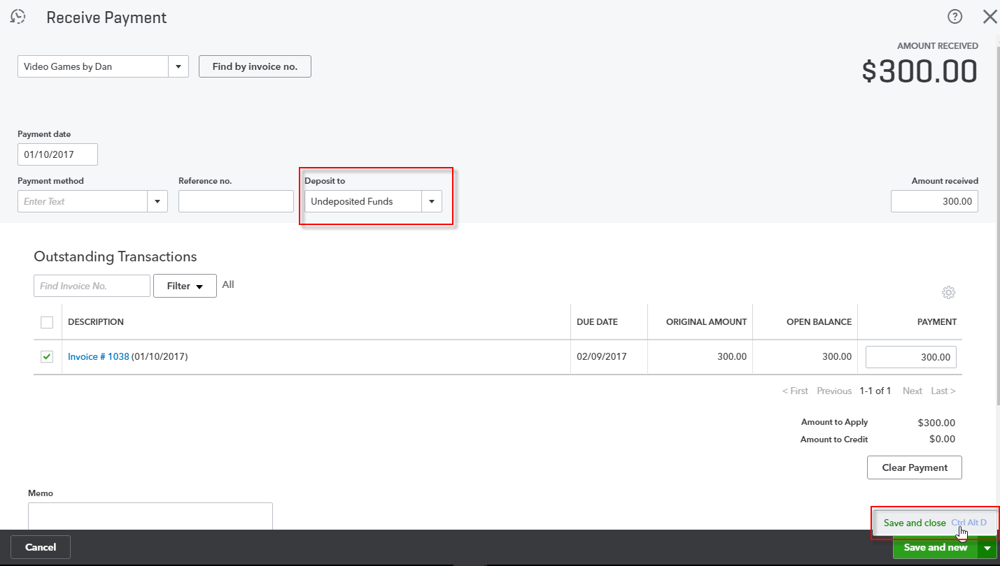 Receive Payment
?
AMOUNT RECEIVED
$300.00
Video Games by Dan
Find by invoice no.
Payment date
01/10/2017
Payment method
Reference no.
Deposit to
Amount received
Enter Text
Undeposited Funds
300.00
Outstanding Transactions
Find Invoice No.
Filter
All
DESCRIPTION DUE DATE ORIGINAL AMOUNT OPEN BALANCE PAYMENT
Invoice # 1038 (01/10/2017) 02/09/2017 300.00 300.00 300.00
< First Previous 1-1 of 1 Next Last >
Amount to Apply $300.00
Amount to Credit $0.00
Clear Payment
Memo
Save and close Ctrl Alt D
Cancel
Save and new